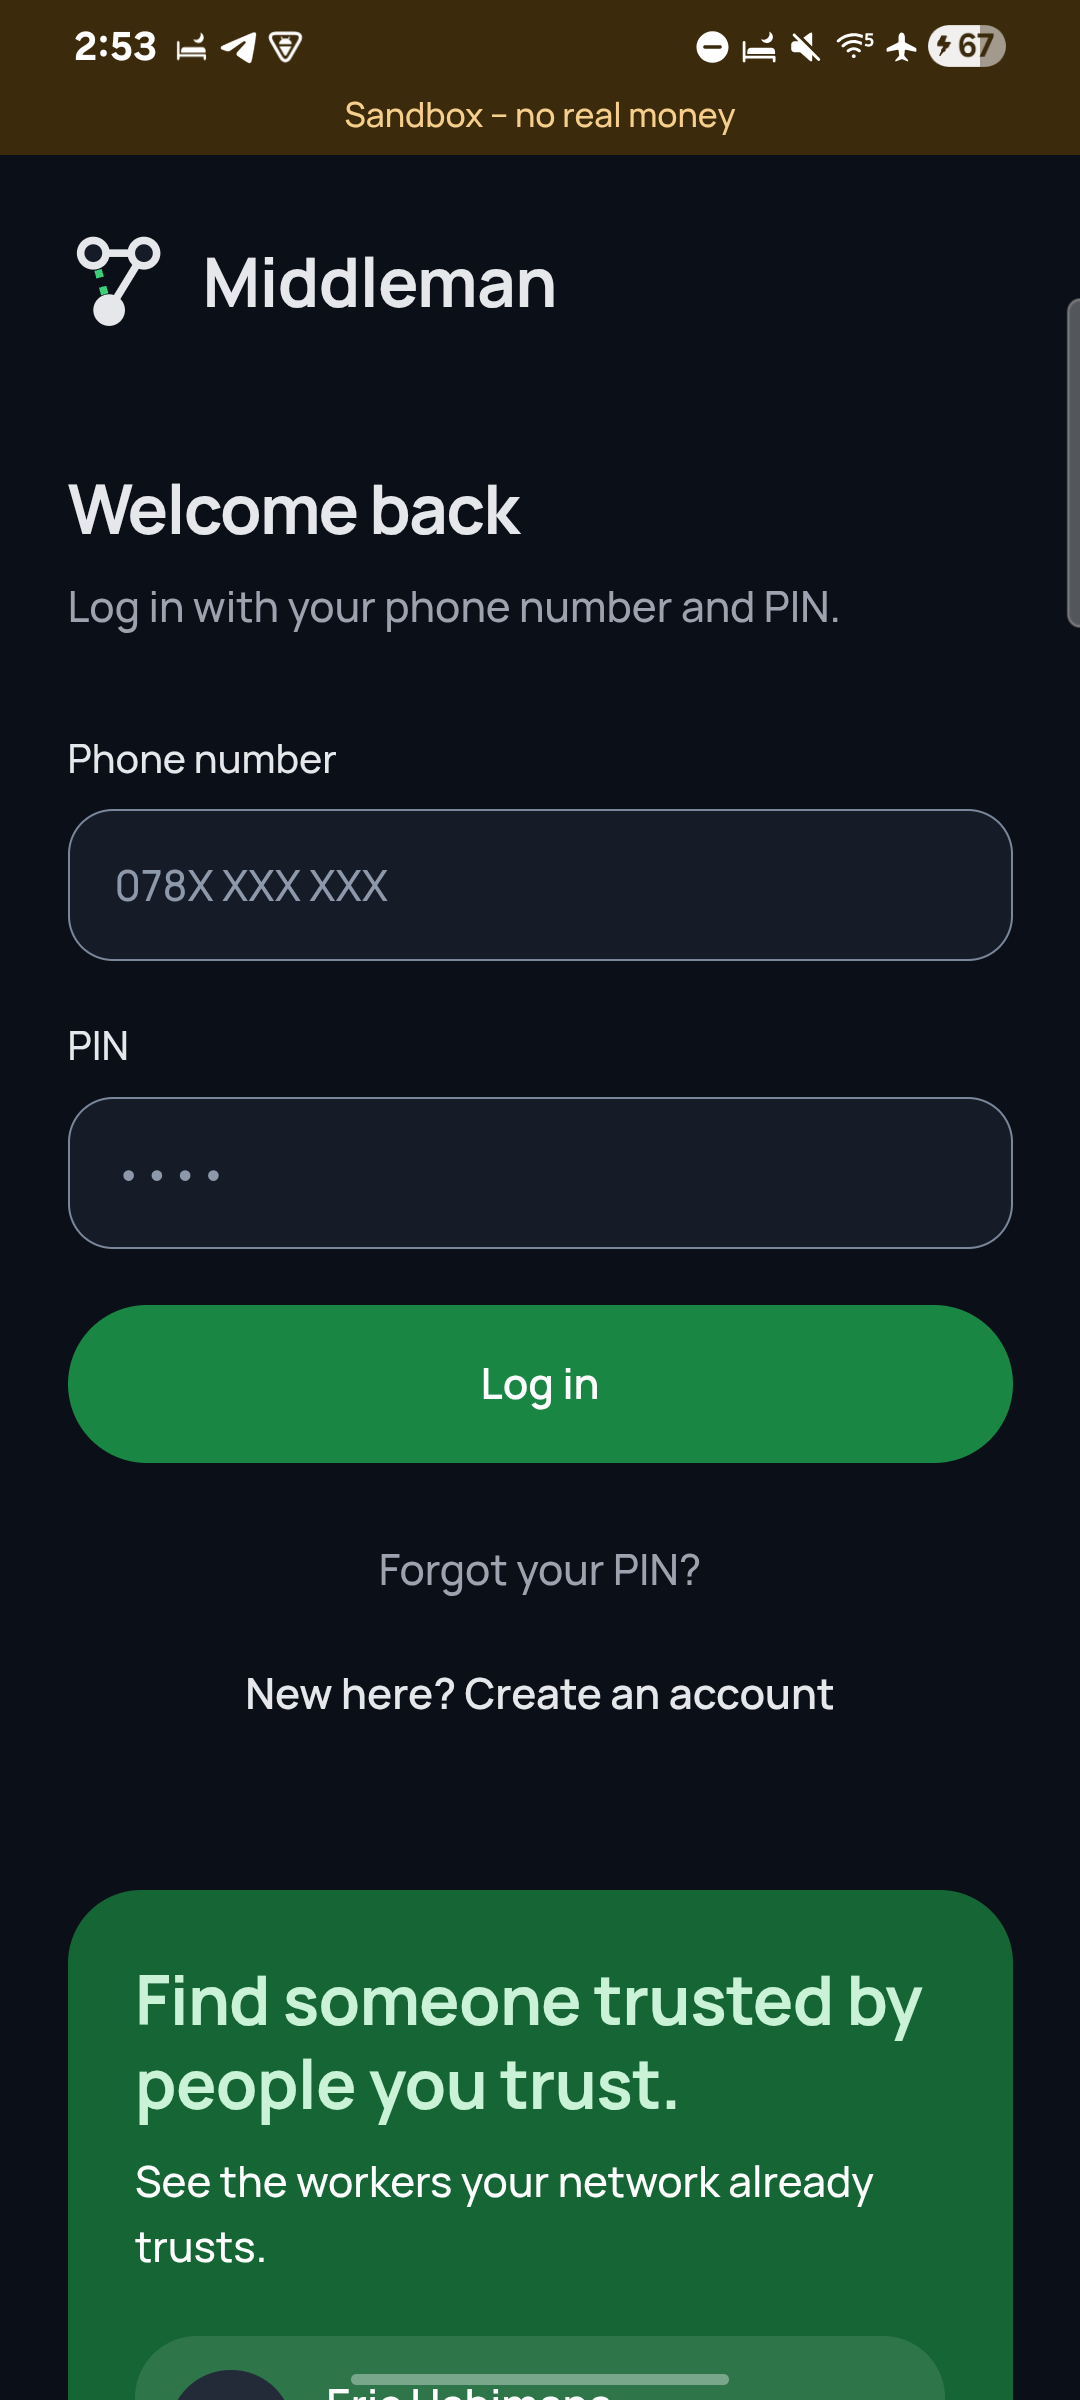 2:53
5
67
Sandbox – no real money
Middleman
Welcome back
Log in with your phone number and PIN.
Phone number
078X XXX XXX
PIN
••••
Log in
Forgot your PIN?
New here? Create an account
Find someone trusted by
people you trust.
See the workers your network already
trusts.